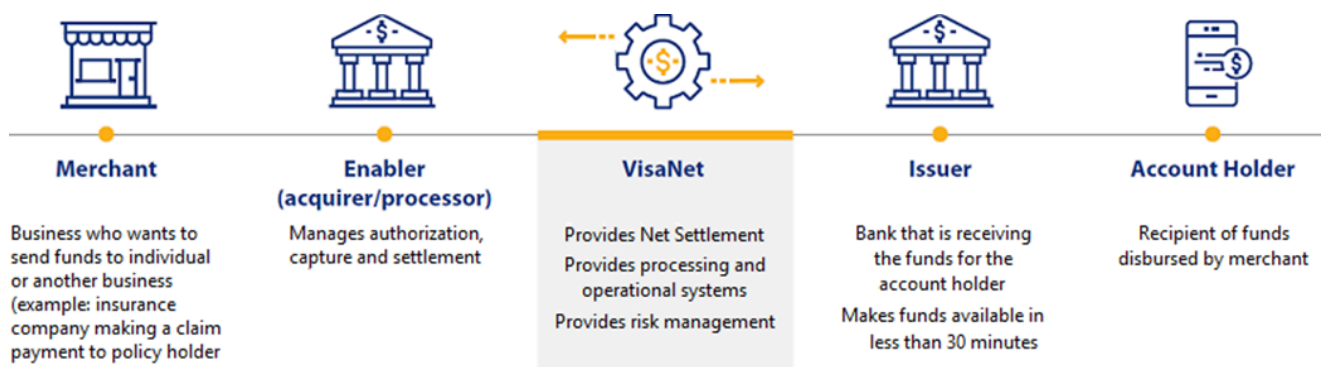 Merchant
Business who wants to
send funds to individual
or another business
(example: insurance
company making a claim
payment to policy holder
Enabler
(acquirer/processor)
Manages authorization,
capture and settlement
VisaNet
Provides Net Settlement
Provides processing and
operational systems
Provides risk management
Issuer
Bank that is receiving
the funds for the
account holder
Makes funds available in
less than 30 minutes
Account Holder
Recipient of funds
disbursed by merchant